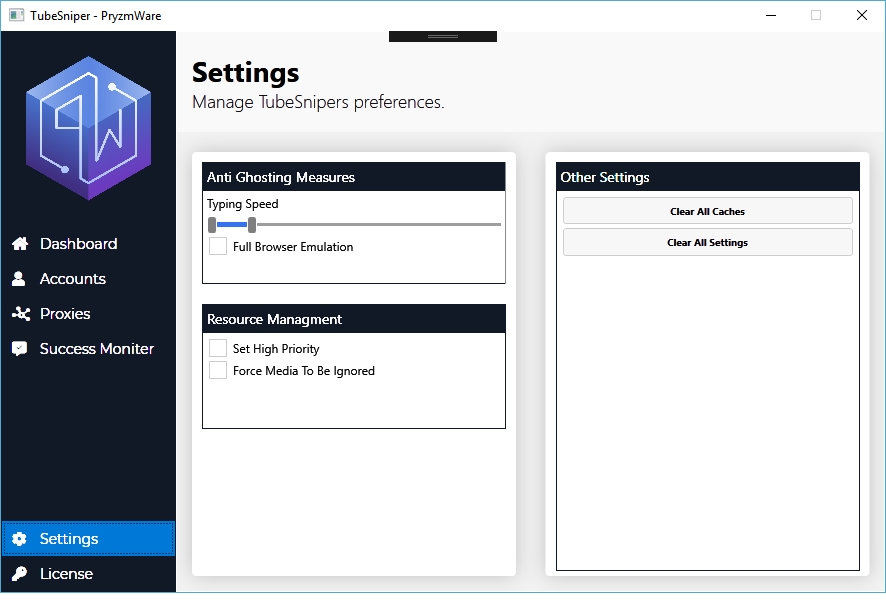 TubeSniper - PryzmWare
Settings
Manage TubeSnipers preferences.
Dashboard
Accounts
Proxies
Success Moniter
Settings
License
Anti Ghosting Measures
Typing Speed
Full Browser Emulation
Resource Managment
Set High Priority
Force Media To Be Ignored
Other Settings
Clear All Caches
Clear All Settings